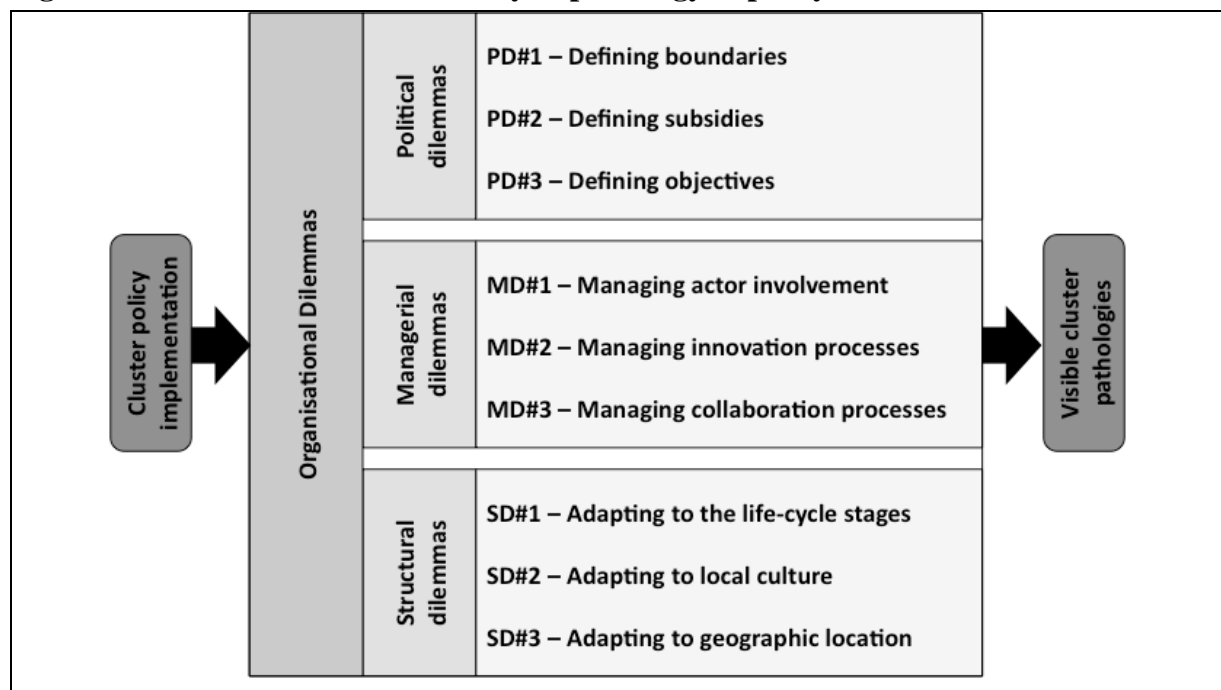 Cluster policy
implementation
Organisational Dilemmas
Political
dilemmas
PD#1 – Defining boundaries
PD#2 – Defining subsidies
PD#3 – Defining objectives
Managerial
dilemmas
MD#1 – Managing actor involvement
MD#2 – Managing innovation processes
MD#3 – Managing collaboration processes
Structural
dilemmas
SD#1 – Adapting to the life-cycle stages
SD#2 – Adapting to local culture
SD#3 – Adapting to geographic location
Visible cluster
pathologies